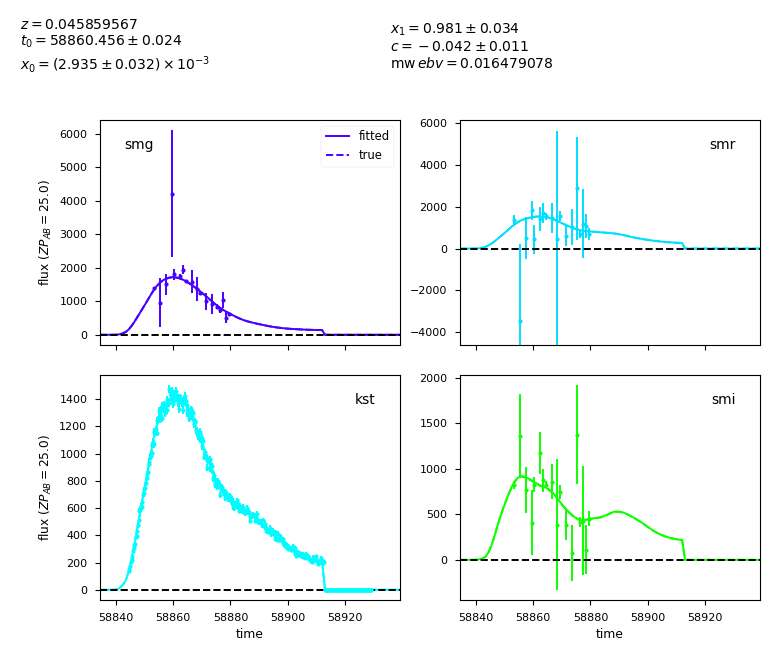 z = 0.045859567
t₀ = 58860.456 ± 0.024
x₀ = (2.935 ± 0.032) × 10⁻³
x₁ = 0.981 ± 0.034
c = −0.042 ± 0.011
mw ebv = 0.016479078
smg
fitted
true
6000
5000
4000
3000
2000
1000
0
flux (ZP_AB = 25.0)
smr
6000
4000
2000
0
−2000
−4000
kst
1400
1200
1000
800
600
400
200
0
flux (ZP_AB = 25.0)
58840 58860 58880 58900 58920
time
smi
2000
1500
1000
500
0
58840 58860 58880 58900 58920
time